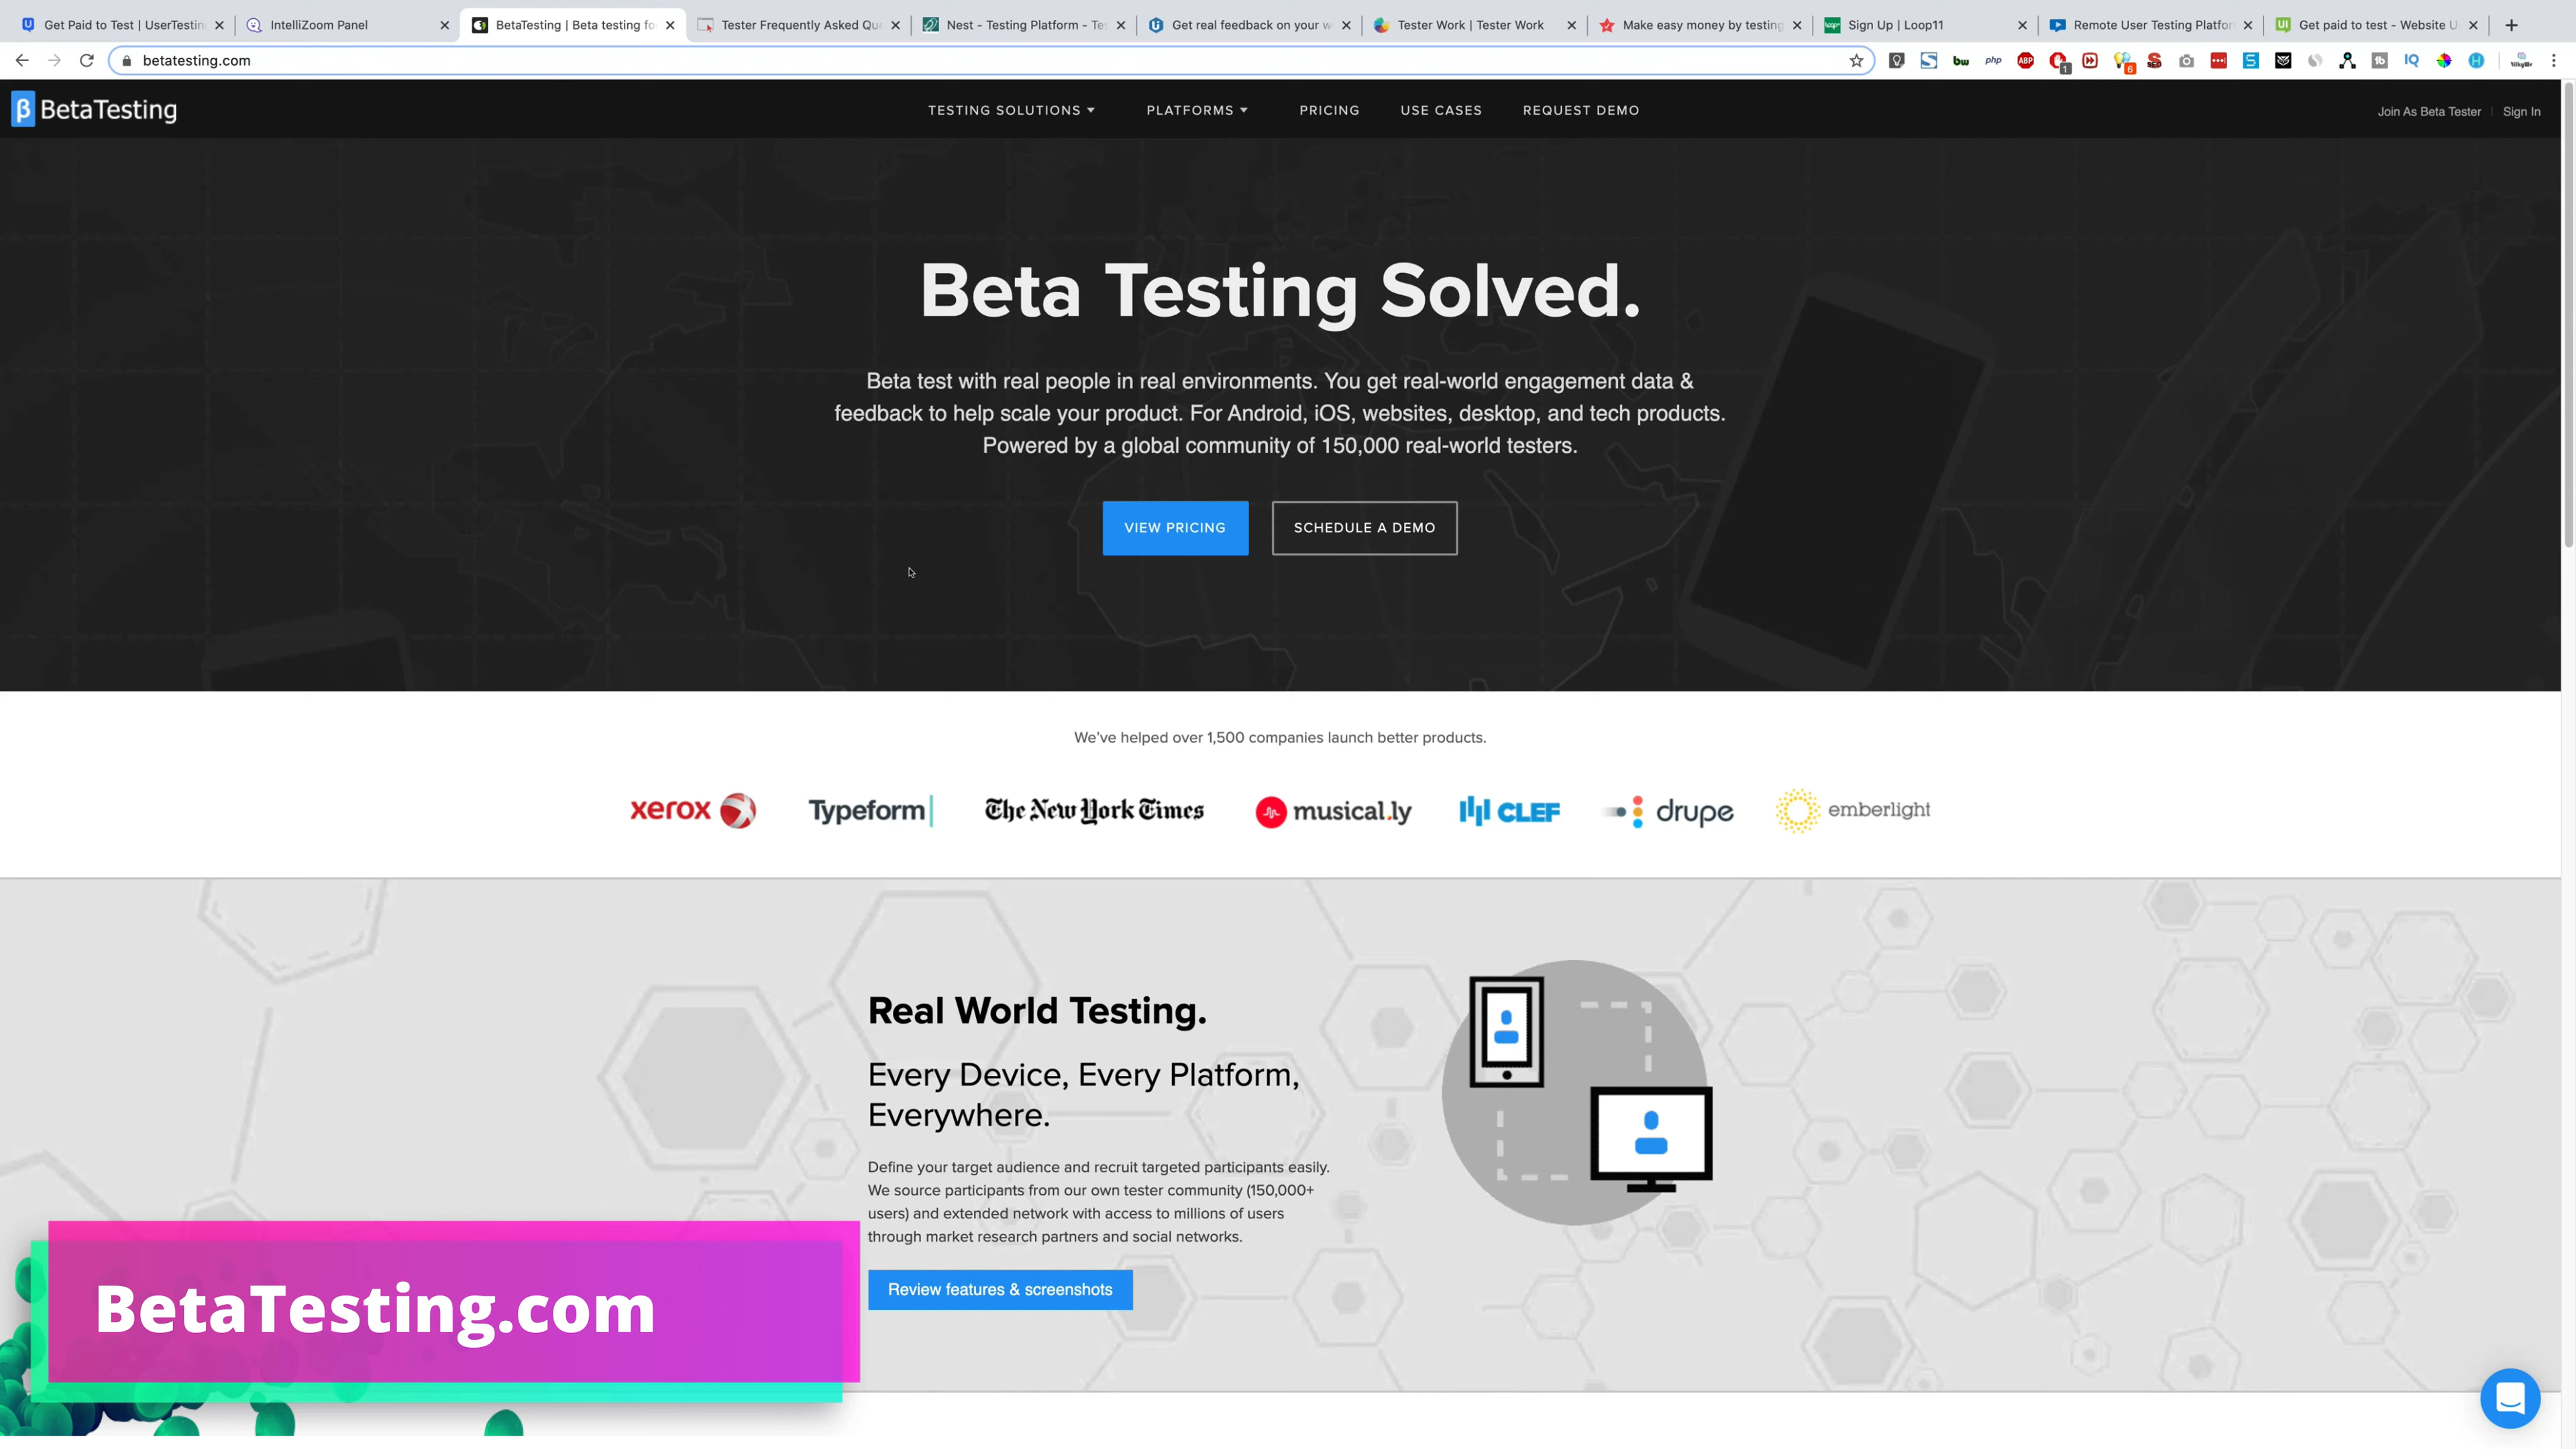 Get Paid to Test | UserTestin
IntelliZoom Panel
BetaTesting | Beta testing fo
Tester Frequently Asked Qu
Nest - Testing Platform - Te
Get real feedback on your w
Tester Work | Tester Work
Make easy money by testing
Sign Up | Loop11
Remote User Testing Platfor
Get paid to test - Website U
betatesting.com
BetaTesting
TESTING SOLUTIONS
PLATFORMS
PRICING
USE CASES
REQUEST DEMO
Join As Beta Tester
Sign In
Beta Testing Solved.
Beta test with real people in real environments. You get real-world engagement data &
feedback to help scale your product. For Android, iOS, websites, desktop, and tech products.
Powered by a global community of 150,000 real-world testers.
VIEW PRICING
SCHEDULE A DEMO
We've helped over 1,500 companies launch better products.
xerox
Typeform
The New York Times
musical.ly
CLEF
drupe
emberlight
Real World Testing.
Every Device, Every Platform,
Everywhere.
Define your target audience and recruit targeted participants easily.
We source participants from our own tester community (150,000+
users) and extended network with access to millions of users
through market research partners and social networks.
Review features & screenshots
BetaTesting.com